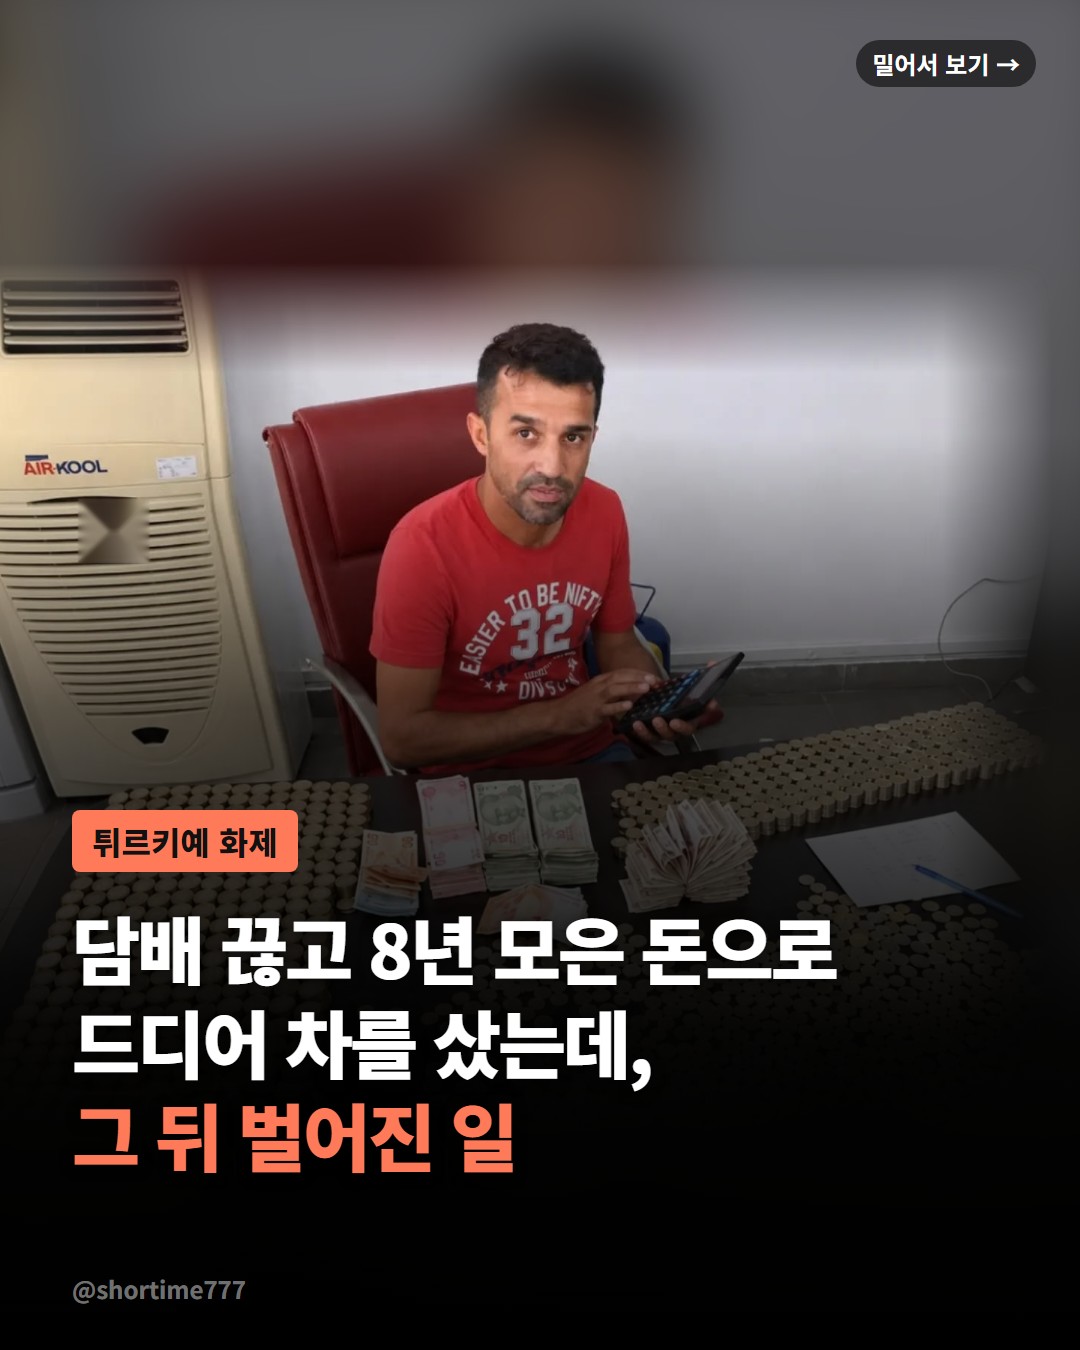 밀어서 보기 →
AIR-KOOL
EASIER TO BE NIFTY
32
DIVISION
튀르키예 화제
담배 끊고 8년 모은 돈으로
드디어 차를 샀는데,
그 뒤 벌어진 일
@shortime777